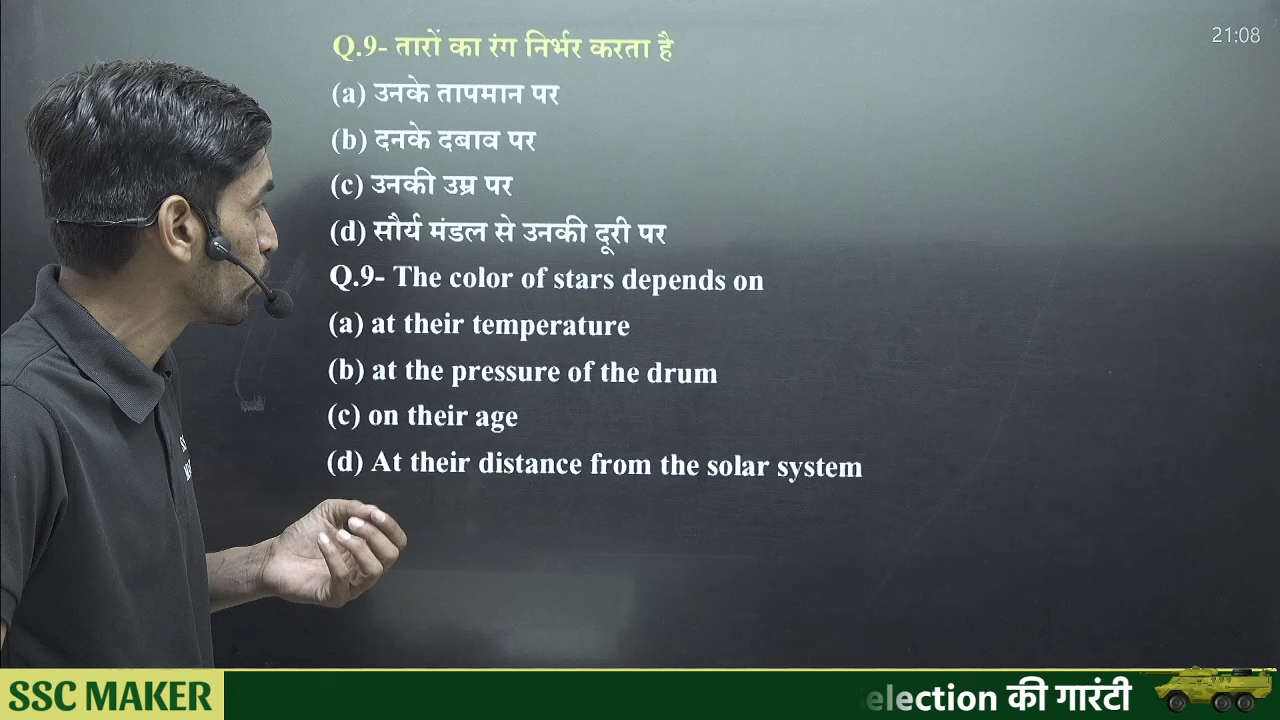 21:08
Q.9- तारों का रंग निर्भर करता है
(a) उनके तापमान पर
(b) दनके दबाव पर
(c) उनकी उम्र पर
(d) सौर्य मंडल से उनकी दूरी पर
Q.9- The color of stars depends on
(a) at their temperature
(b) at the pressure of the drum
(c) on their age
(d) At their distance from the solar system
SSC MAKER
election की गारंटी